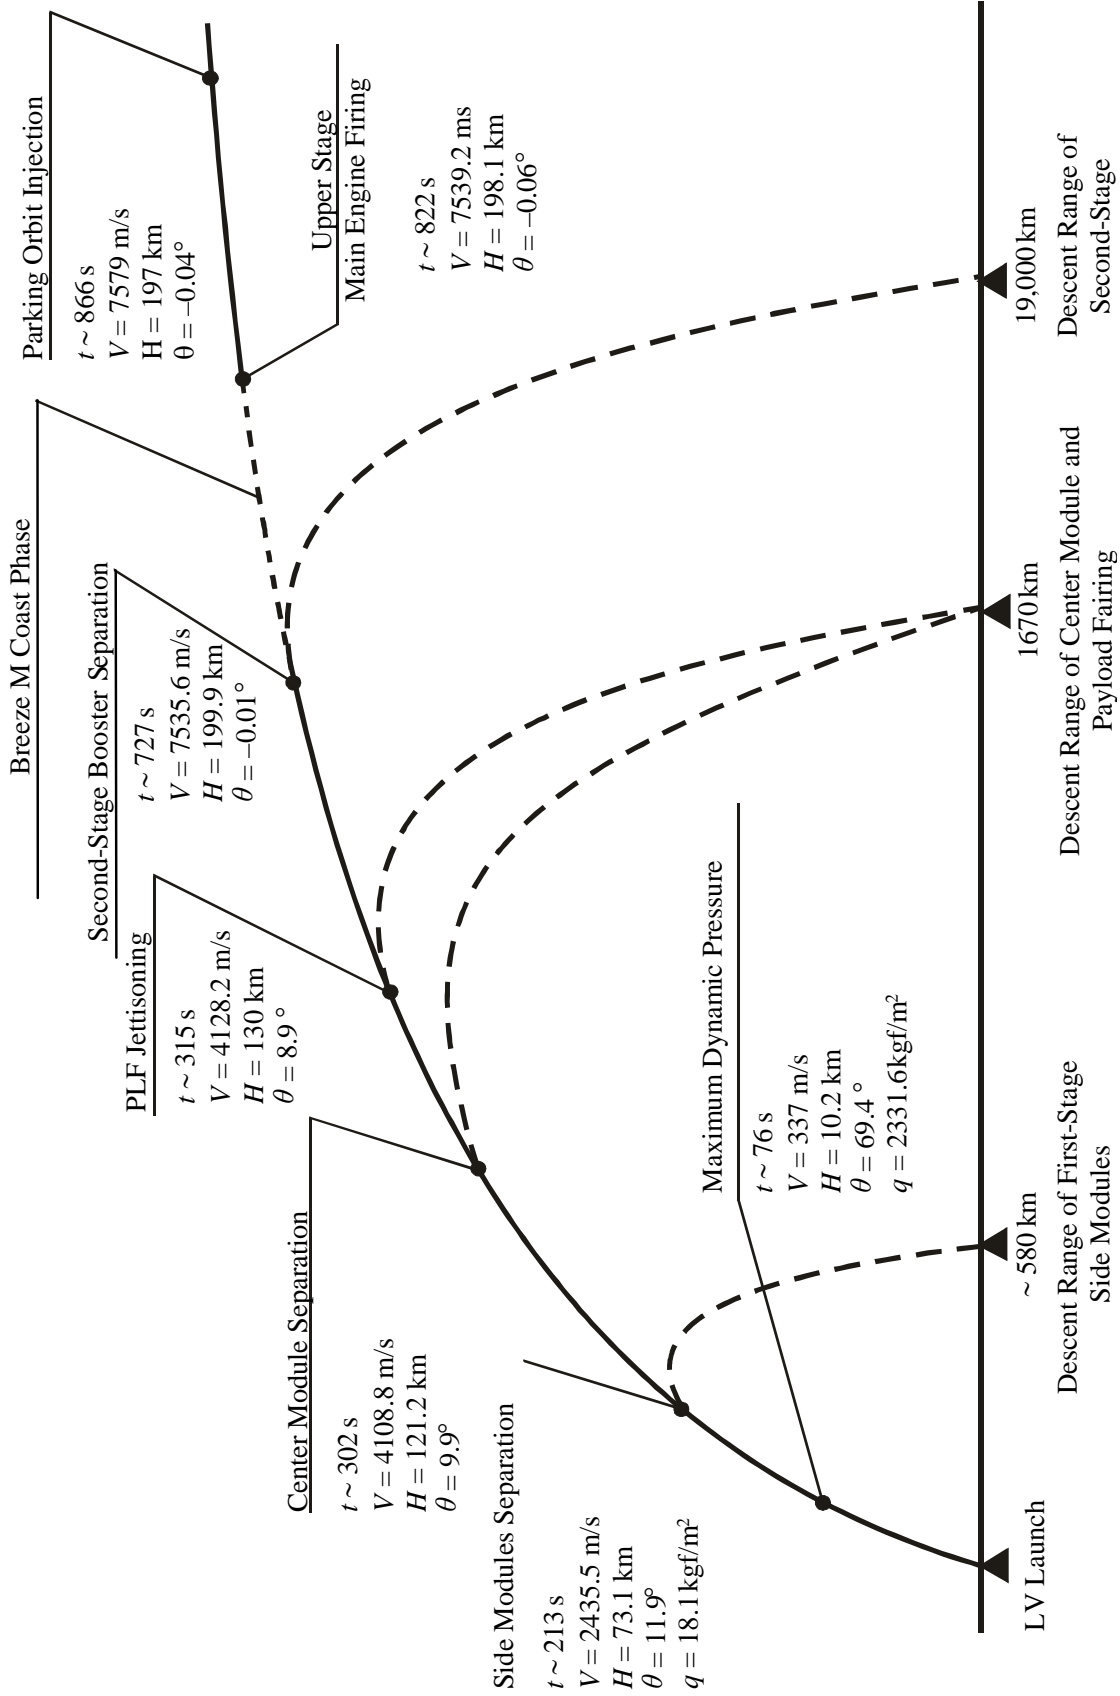 Breeze M Coast Phase
Parking Orbit Injection
t ~ 866 s
V = 7579 m/s
H = 197 km
θ = –0.04°
Second-Stage Booster Separation
t ~ 727 s
V = 7535.6 m/s
H = 199.9 km
θ = –0.01°
PLF Jettisoning
t ~ 315 s
V = 4128.2 m/s
H = 130 km
θ = 8.9 °
Upper Stage
Main Engine Firing
t ~ 822 s
V = 7539.2 ms
H = 198.1 km
θ = –0.06°
Center Module Separation
t ~ 302 s
V = 4108.8 m/s
H = 121.2 km
θ = 9.9°
Side Modules Separation
t ~ 213 s
V = 2435.5 m/s
H = 73.1 km
θ = 11.9°
q = 18.1kgf/m²
Maximum Dynamic Pressure
t ~ 76 s
V = 337 m/s
H = 10.2 km
θ = 69.4 °
q = 2331.6kgf/m²
LV Launch
~ 580 km
Descent Range of First-Stage
Side Modules
1670 km
Descent Range of Center Module and
Payload Fairing
19,000 km
Descent Range of
Second-Stage